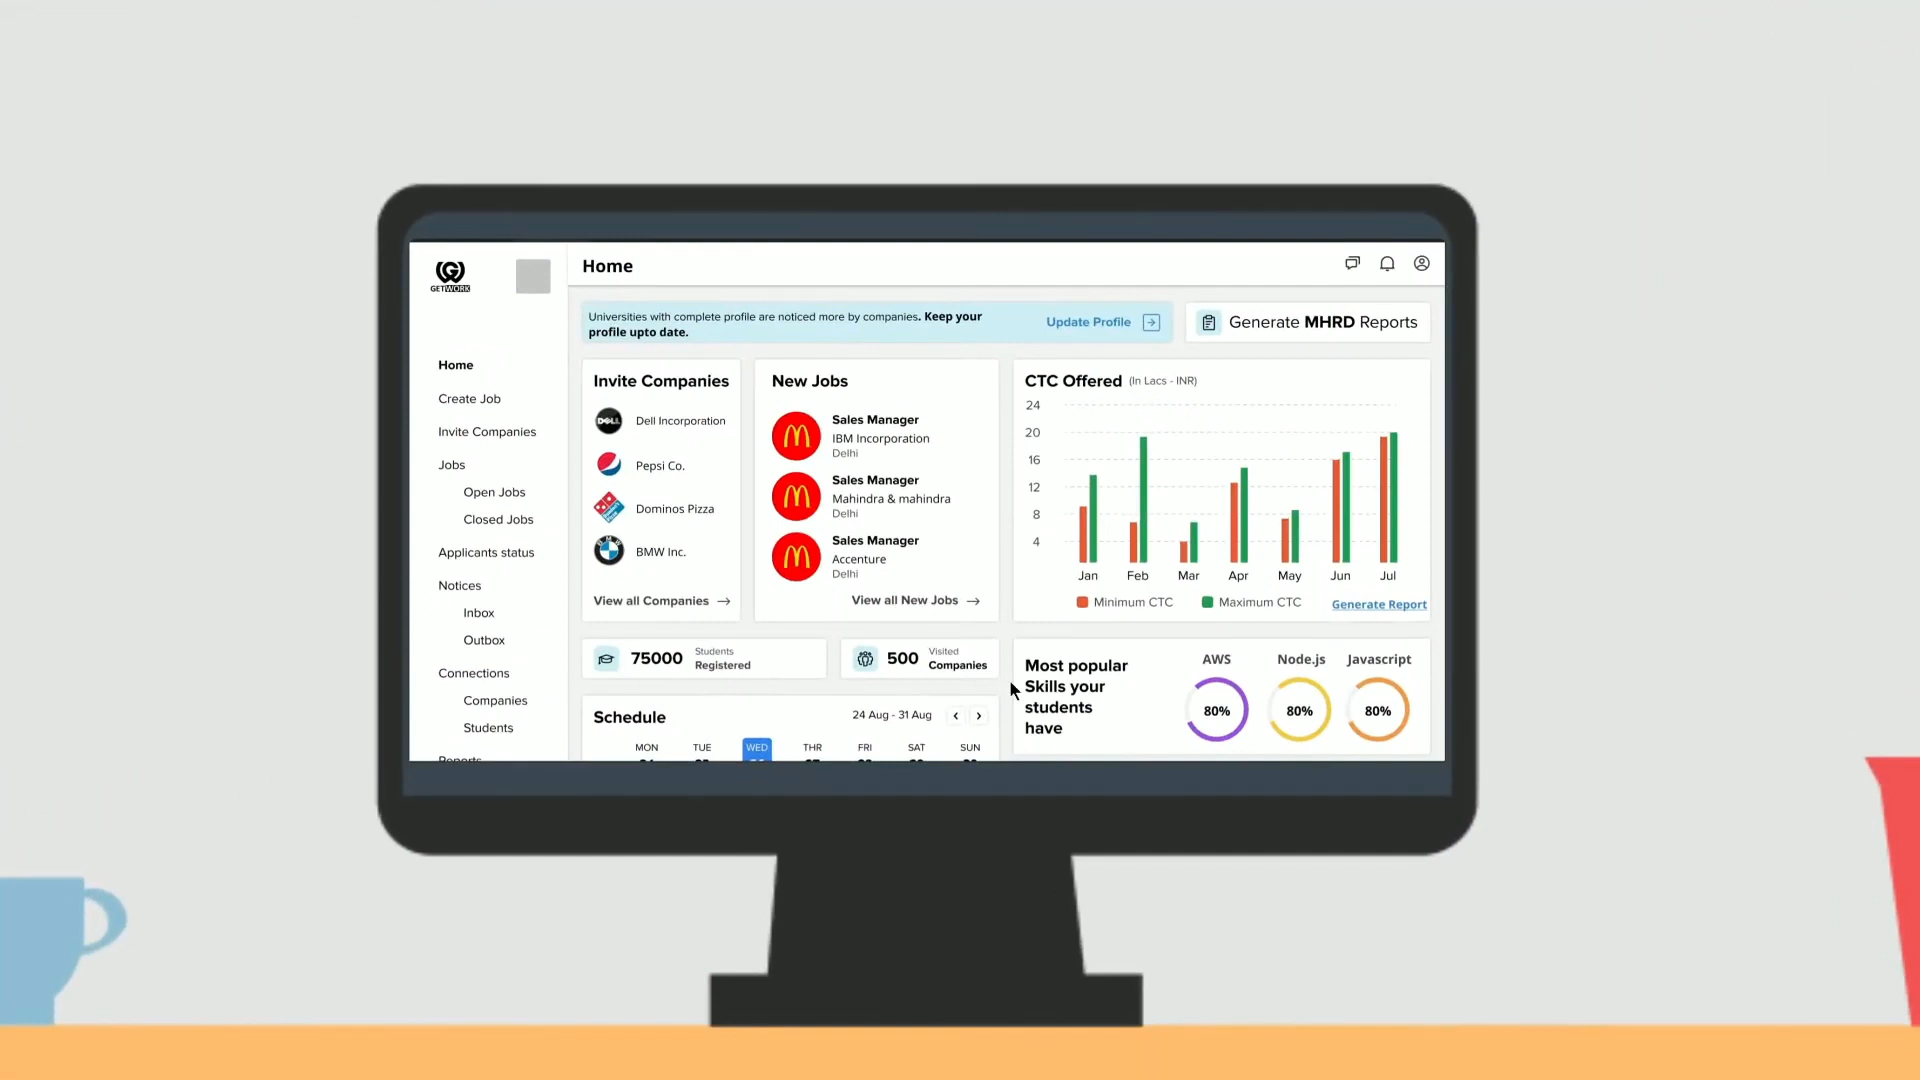 GETWORK
Home
Home
Create Job
Invite Companies
Jobs
Open Jobs
Closed Jobs
Applicants status
Notices
Inbox
Outbox
Connections
Companies
Students
Reports
Universities with complete profile are noticed more by companies. Keep your
profile upto date.
Update Profile
Generate MHRD Reports
Invite Companies
DELL
Dell Incorporation
Pepsi Co.
Dominos Pizza
BMW
BMW Inc.
View all Companies
New Jobs
Sales Manager
IBM Incorporation
Delhi
Sales Manager
Mahindra & mahindra
Delhi
Sales Manager
Accenture
Delhi
View all New Jobs
CTC Offered (In Lacs - INR)
24
20
16
12
8
4
Jan Feb Mar Apr May Jun Jul
Minimum CTC Maximum CTC
Generate Report
75000 Students
Registered
500 Visited
Companies
Schedule
24 Aug - 31 Aug
MON TUE WED THR FRI SAT SUN
Most popular
Skills your
students
have
AWS Node.js Javascript
80% 80% 80%